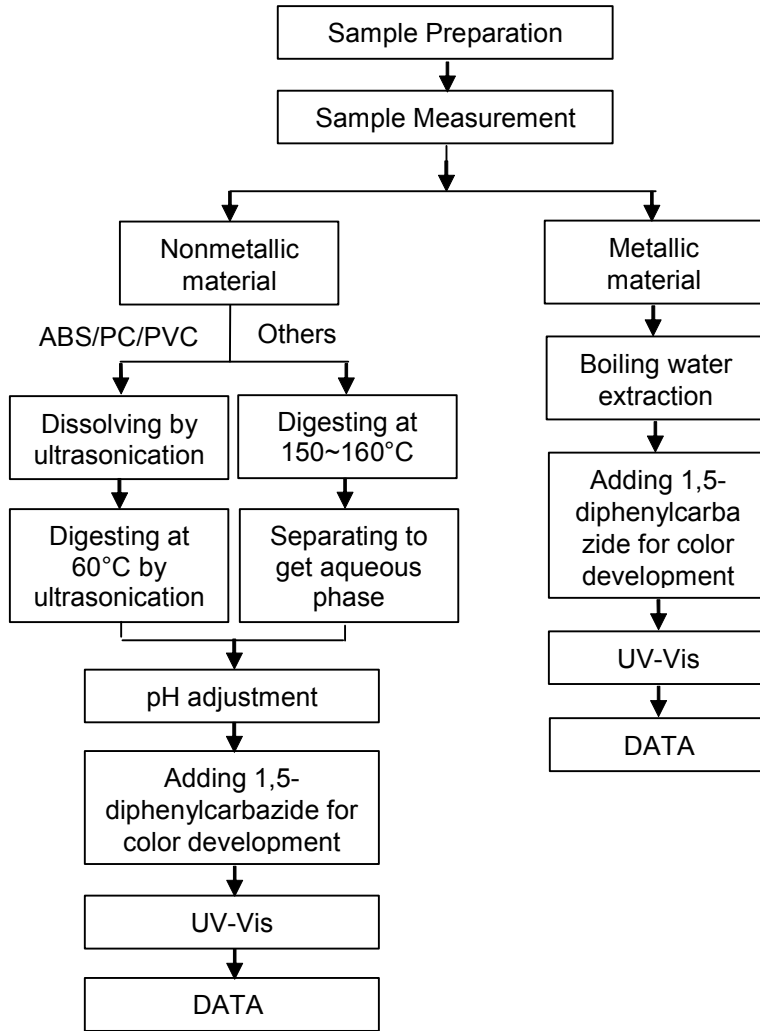 Sample Preparation
Sample Measurement
Nonmetallic
material
ABS/PC/PVC
Others
Dissolving by
ultrasonication
Digesting at
150~160°C
Digesting at
60°C by
ultrasonication
Separating to
get aqueous
phase
pH adjustment
Adding 1,5-
diphenylcarbazide for
color development
UV-Vis
DATA
Metallic
material
Boiling water
extraction
Adding 1,5-
diphenylcarba
zide for color
development
UV-Vis
DATA